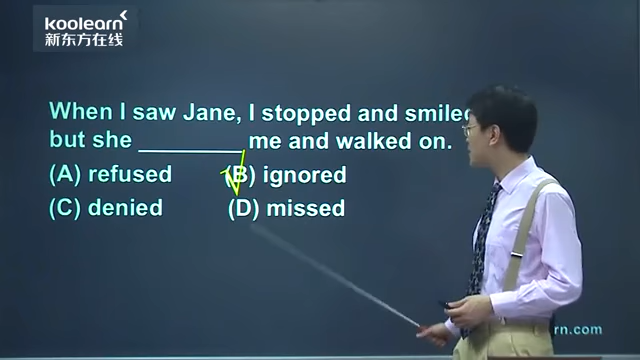 koolearn
新东方在线
When I saw Jane, I stopped and smiled
but she ________ me and walked on.
(A) refused (B) ignored
(C) denied (D) missed
rn.com